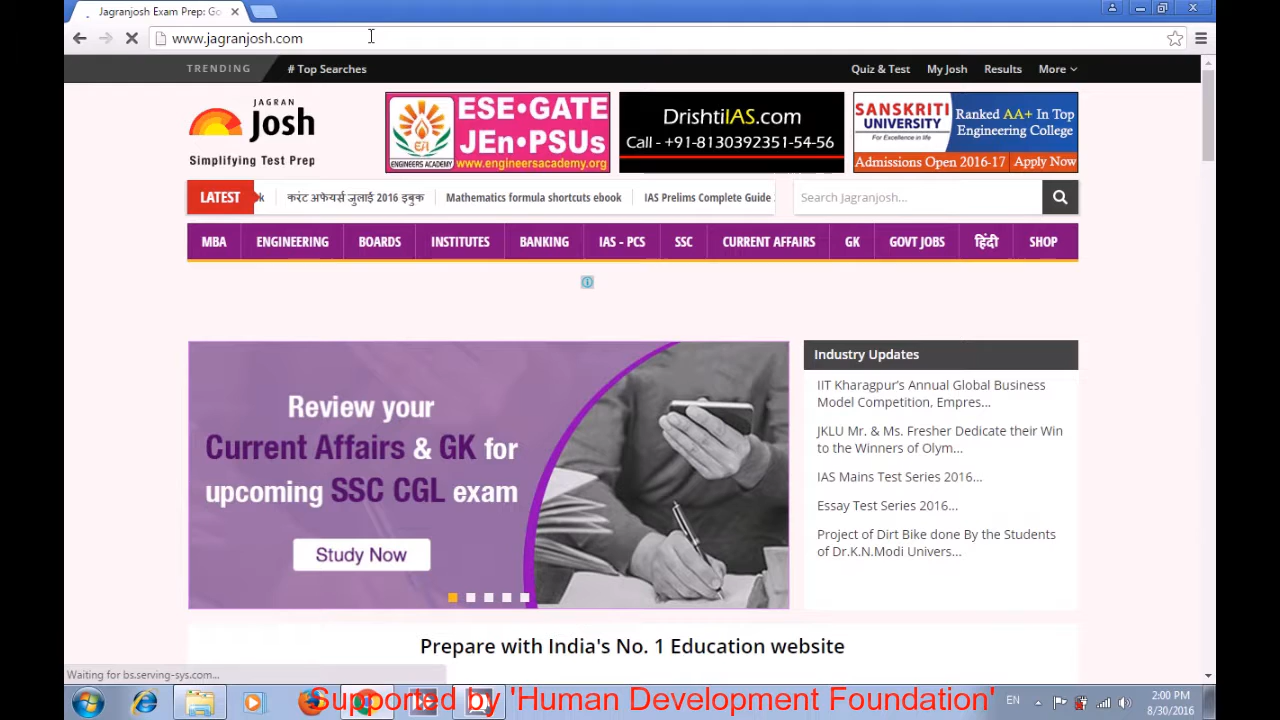 Jagranjosh Exam Prep: Go
www.jagranjosh.com
TRENDING
# Top Searches
Quiz & Test
My Josh
Results
More
JAGRAN
Josh
Simplifying Test Prep
ESE•GATE
JEn•PSUs
ENGINEERS ACADEMY
www.engineersacademy.org
DrishtiIAS.com
Call - +91-8130392351-54-56
SANSKRITI
UNIVERSITY
For Excellence in life
Ranked AA+ In Top
Engineering College
Admissions Open 2016-17
Apply Now
LATEST
k
करंट अफेयर्स जुलाई 2016 इबुक
Mathematics formula shortcuts ebook
IAS Prelims Complete Guide
Search Jagranjosh...
MBA
ENGINEERING
BOARDS
INSTITUTES
BANKING
IAS - PCS
SSC
CURRENT AFFAIRS
GK
GOVT JOBS
हिंदी
SHOP
Review your
Current Affairs & GK for
upcoming SSC CGL exam
Study Now
Industry Updates
IIT Kharagpur's Annual Global Business
Model Competition, Empres...
JKLU Mr. & Ms. Fresher Dedicate their Win
to the Winners of Olym...
IAS Mains Test Series 2016...
Essay Test Series 2016...
Project of Dirt Bike done By the Students
of Dr.K.N.Modi Univers...
Prepare with India's No. 1 Education website
Waiting for bs.serving-sys.com...
Supported by 'Human Development Foundation'
EN
2:00 PM
8/30/2016